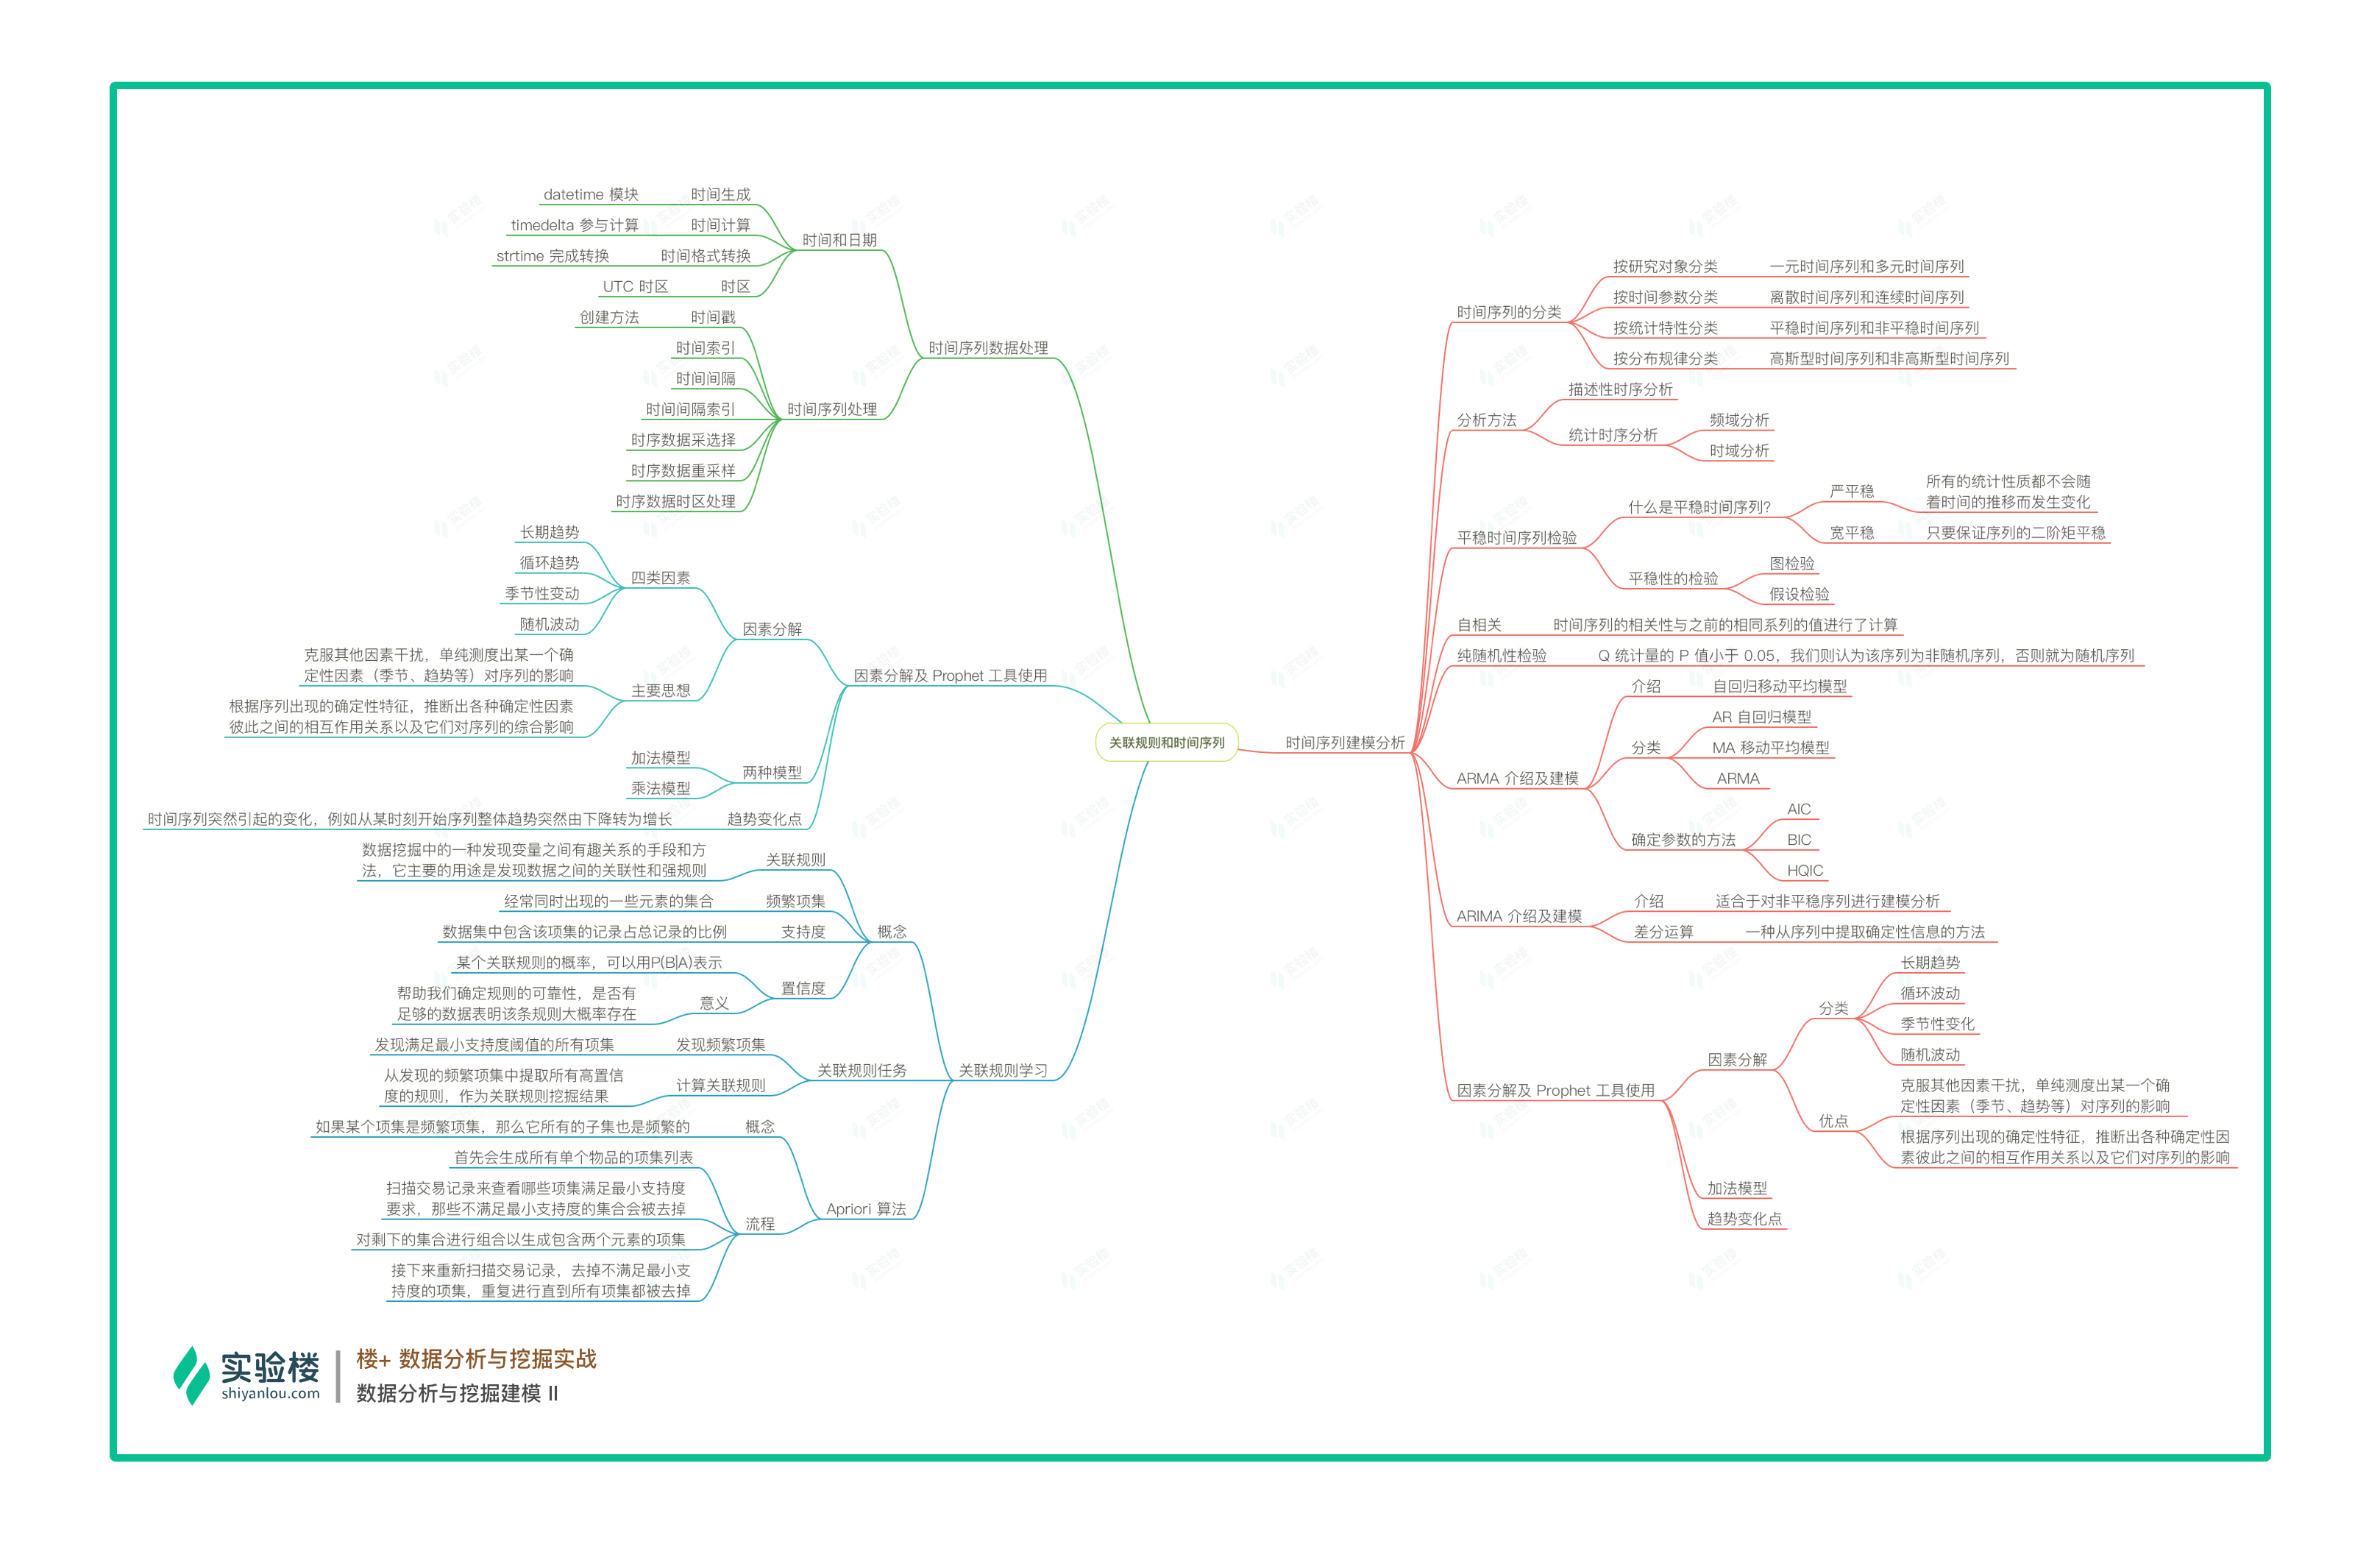 关联规则和时间序列
时间序列数据处理
时间和日期
时间生成
datetime 模块
时间计算
timedelta 参与计算
时间格式转换
strtime 完成转换
时区
UTC 时区
时间序列处理
时间戳
创建方法
时间索引
时间间隔
时间间隔索引
时序数据采选择
时序数据重采样
时序数据时区处理
因素分解及 Prophet 工具使用
因素分解
四类因素
长期趋势
循环趋势
季节性变动
随机波动
主要思想
克服其他因素干扰，单纯测度出某一个确
定性因素（季节、趋势等）对序列的影响
根据序列出现的确定性特征，推断出各种确定性因素
彼此之间的相互作用关系以及它们对序列的综合影响
两种模型
加法模型
乘法模型
趋势变化点
时间序列突然引起的变化，例如从某时刻开始序列整体趋势突然由下降转为增长
关联规则学习
概念
关联规则
数据挖掘中的一种发现变量之间有趣关系的手段和方
法，它主要的用途是发现数据之间的关联性和强规则
频繁项集
经常同时出现的一些元素的集合
支持度
数据集中包含该项集的记录占总记录的比例
置信度
某个关联规则的概率，可以用P(B|A)表示
意义
帮助我们确定规则的可靠性，是否有
足够的数据表明该条规则大概率存在
关联规则任务
发现频繁项集
发现满足最小支持度阈值的所有项集
计算关联规则
从发现的频繁项集中提取所有高置信
度的规则，作为关联规则挖掘结果
Apriori 算法
概念
如果某个项集是频繁项集，那么它所有的子集也是频繁的
流程
首先会生成所有单个物品的项集列表
扫描交易记录来查看哪些项集满足最小支持度
要求，那些不满足最小支持度的集合会被去掉
对剩下的集合进行组合以生成包含两个元素的项集
接下来重新扫描交易记录，去掉不满足最小支
持度的项集，重复进行直到所有项集都被去掉
时间序列建模分析
时间序列的分类
按研究对象分类
一元时间序列和多元时间序列
按时间参数分类
离散时间序列和连续时间序列
按统计特性分类
平稳时间序列和非平稳时间序列
按分布规律分类
高斯型时间序列和非高斯型时间序列
分析方法
描述性时序分析
统计时序分析
频域分析
时域分析
平稳时间序列检验
什么是平稳时间序列？
严平稳
所有的统计性质都不会随
着时间的推移而发生变化
宽平稳
只要保证序列的二阶矩平稳
平稳性的检验
图检验
假设检验
自相关
时间序列的相关性与之前的相同系列的值进行了计算
纯随机性检验
Q 统计量的 P 值小于 0.05，我们则认为该序列为非随机序列，否则就为随机序列
ARMA 介绍及建模
介绍
自回归移动平均模型
分类
AR 自回归模型
MA 移动平均模型
ARMA
确定参数的方法
AIC
BIC
HQIC
ARIMA 介绍及建模
介绍
适合于对非平稳序列进行建模分析
差分运算
一种从序列中提取确定性信息的方法
因素分解及 Prophet 工具使用
因素分解
分类
长期趋势
循环波动
季节性变化
随机波动
优点
克服其他因素干扰，单纯测度出某一个确
定性因素（季节、趋势等）对序列的影响
根据序列出现的确定性特征，推断出各种确定性因
素彼此之间的相互作用关系以及它们对序列的影响
加法模型
趋势变化点
实验楼
shiyanlou.com
楼+ 数据分析与挖掘实战
数据分析与挖掘建模 II